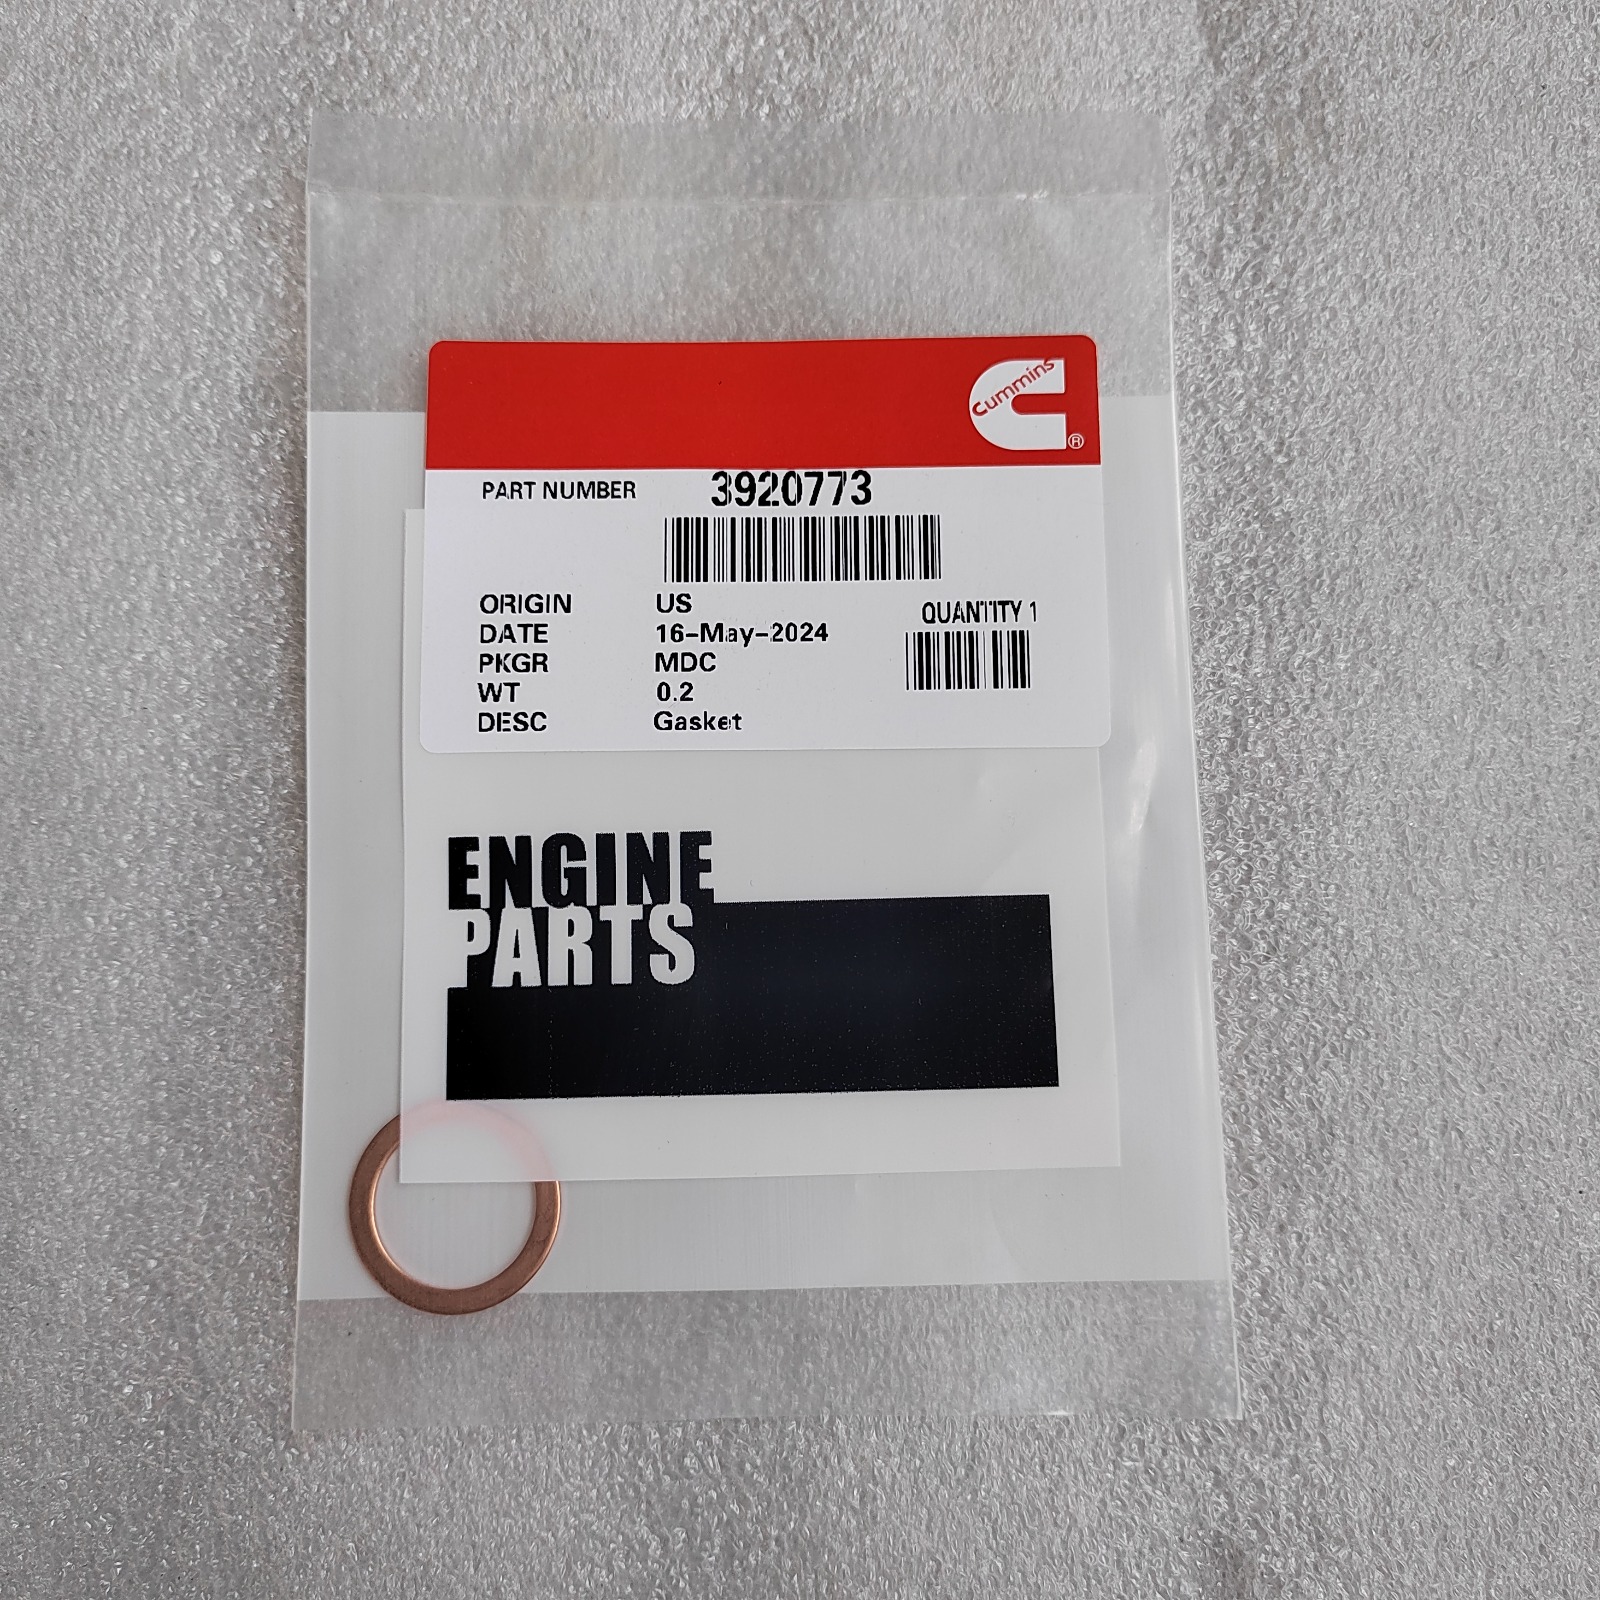 Cummins
®
PART NUMBER 3920773
ORIGIN US
QUANTITY 1
DATE 16-May-2024
PKGR MDC
WT 0.2
DESC Gasket
ENGINE
PARTS